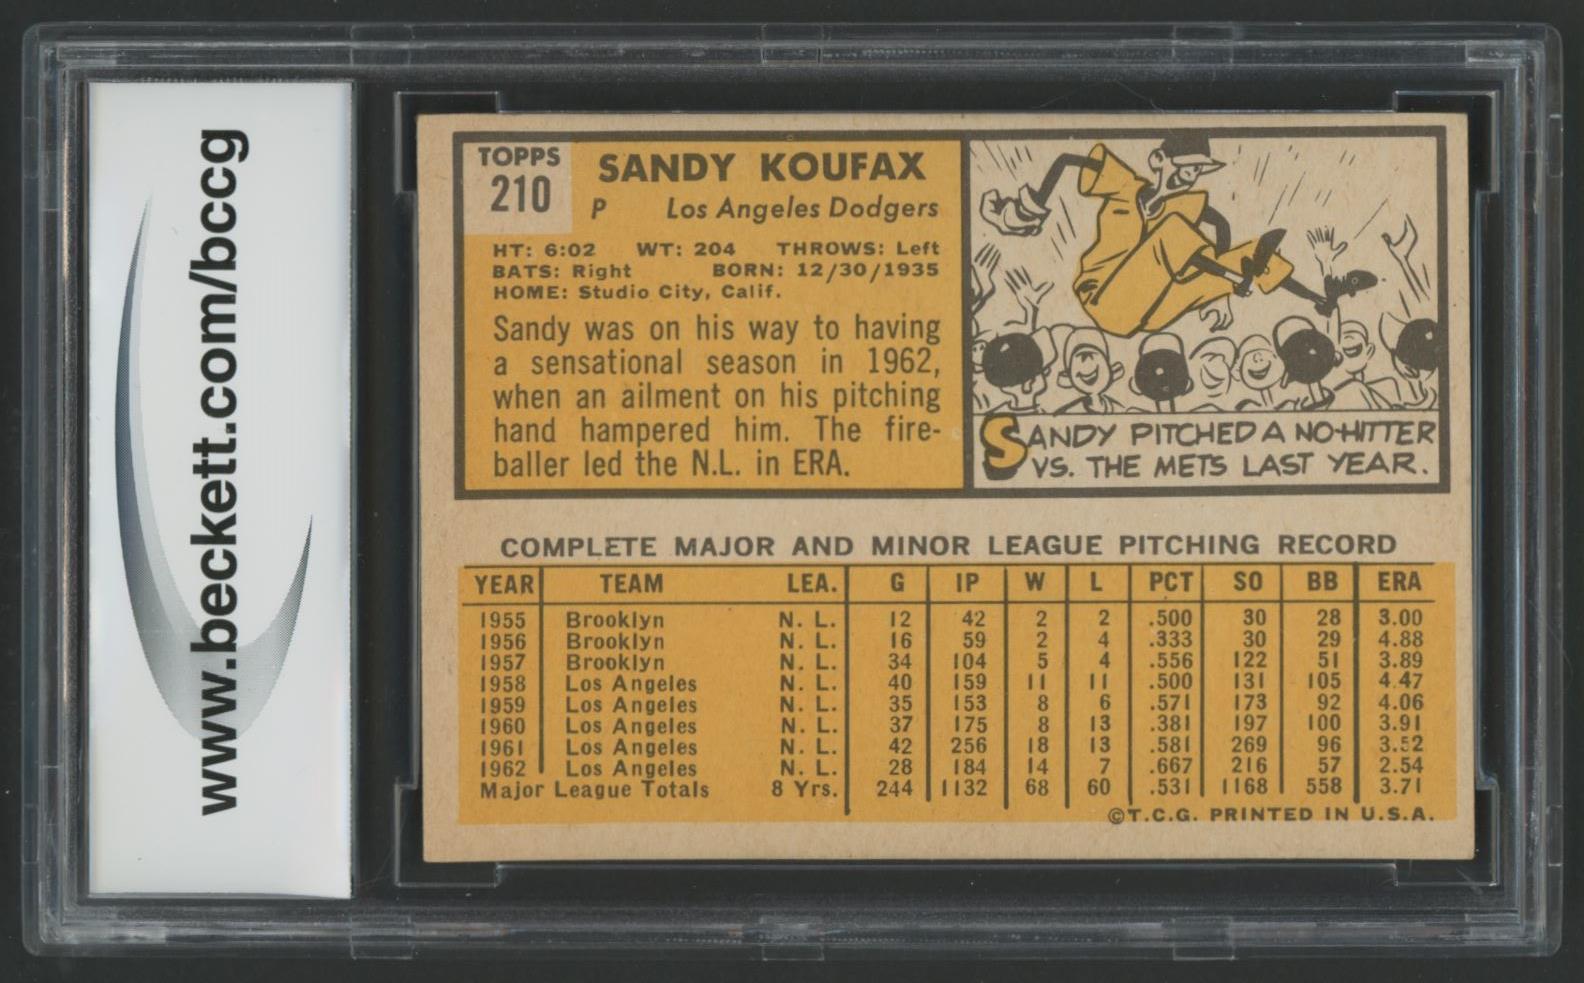 www.beckett.com/bccg
TOPPS
210
SANDY KOUFAX
P Los Angeles Dodgers
HT: 6:02 WT: 204 THROWS: Left
BATS: Right BORN: 12/30/1935
HOME: Studio City, Calif.
Sandy was on his way to having
a sensational season in 1962,
when an ailment on his pitching
hand hampered him. The fire-
baller led the N.L. in ERA.
SANDY PITCHED A NO-HITTER
VS. THE METS LAST YEAR.
COMPLETE MAJOR AND MINOR LEAGUE PITCHING RECORD
YEAR TEAM LEA. G IP W L PCT SO BB ERA
1955 Brooklyn N. L. 12 42 2 2 .500 30 28 3.00
1956 Brooklyn N. L. 16 59 2 4 .333 30 29 4.88
1957 Brooklyn N. L. 34 104 5 4 .556 122 51 3.89
1958 Los Angeles N. L. 40 159 11 11 .500 131 105 4.47
1959 Los Angeles N. L. 35 153 8 6 .571 173 92 4.06
1960 Los Angeles N. L. 37 175 8 13 .381 197 100 3.91
1961 Los Angeles N. L. 42 256 18 13 .581 269 96 3.52
1962 Los Angeles N. L. 28 184 14 7 .667 216 57 2.54
Major League Totals 8 Yrs. 244 1132 68 60 .531 1168 558 3.71
©T.C.G. PRINTED IN U.S.A.